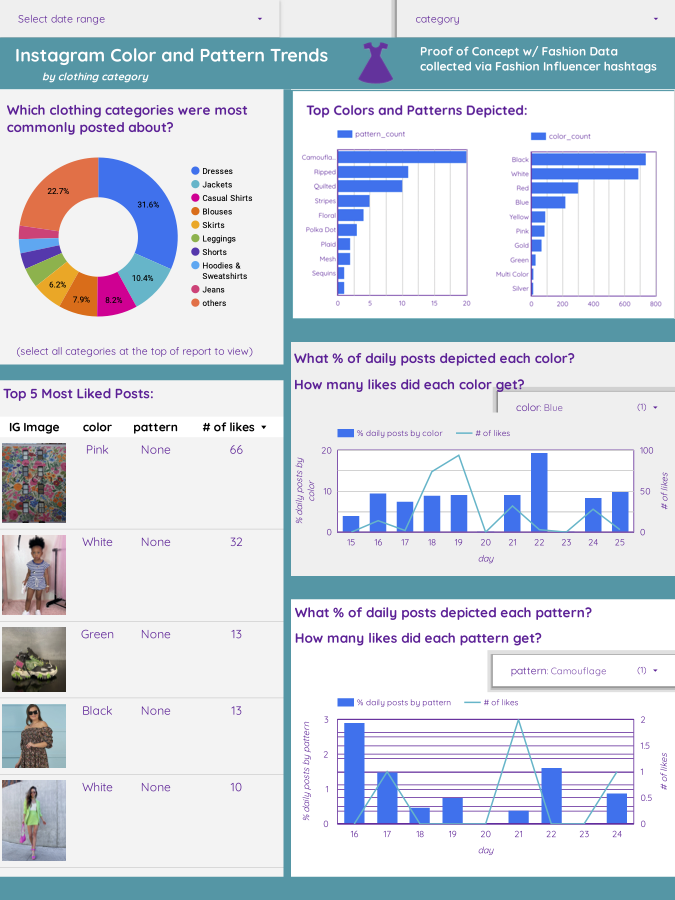 Select date range
category
Instagram Color and Pattern Trends
by clothing category
Proof of Concept w/ Fashion Data
collected via Fashion Influencer hashtags
Which clothing categories were most
commonly posted about?
22.7%
31.6%
10.4%
8.2%
7.9%
6.2%
Dresses
Jackets
Casual Shirts
Blouses
Skirts
Leggings
Shorts
Hoodies &
Sweatshirts
Jeans
others
(select all categories at the top of report to view)
Top Colors and Patterns Depicted:
pattern_count
Camoufla...
Ripped
Quilted
Stripes
Floral
Polka Dot
Plaid
Mesh
Sequins
0 5 10 15 20
color_count
Black
White
Red
Blue
Yellow
Pink
Gold
Green
Multi Color
Silver
0 200 400 600 800
Top 5 Most Liked Posts:
IG Image color pattern # of likes
Pink None 66
White None 32
Green None 13
Black None 13
White None 10
What % of daily posts depicted each color?
How many likes did each color get?
color: Blue (1)
% daily posts by color # of likes
% daily posts by
color
20
10
0
100
50
0
# of likes
15 16 17 18 19 20 21 22 23 24 25
day
What % of daily posts depicted each pattern?
How many likes did each pattern get?
pattern: Camouflage (1)
% daily posts by pattern # of likes
% daily posts by pattern
3
2
1
0
2
1.5
1
0.5
0
# of likes
16 17 18 19 20 21 22 23 24
day